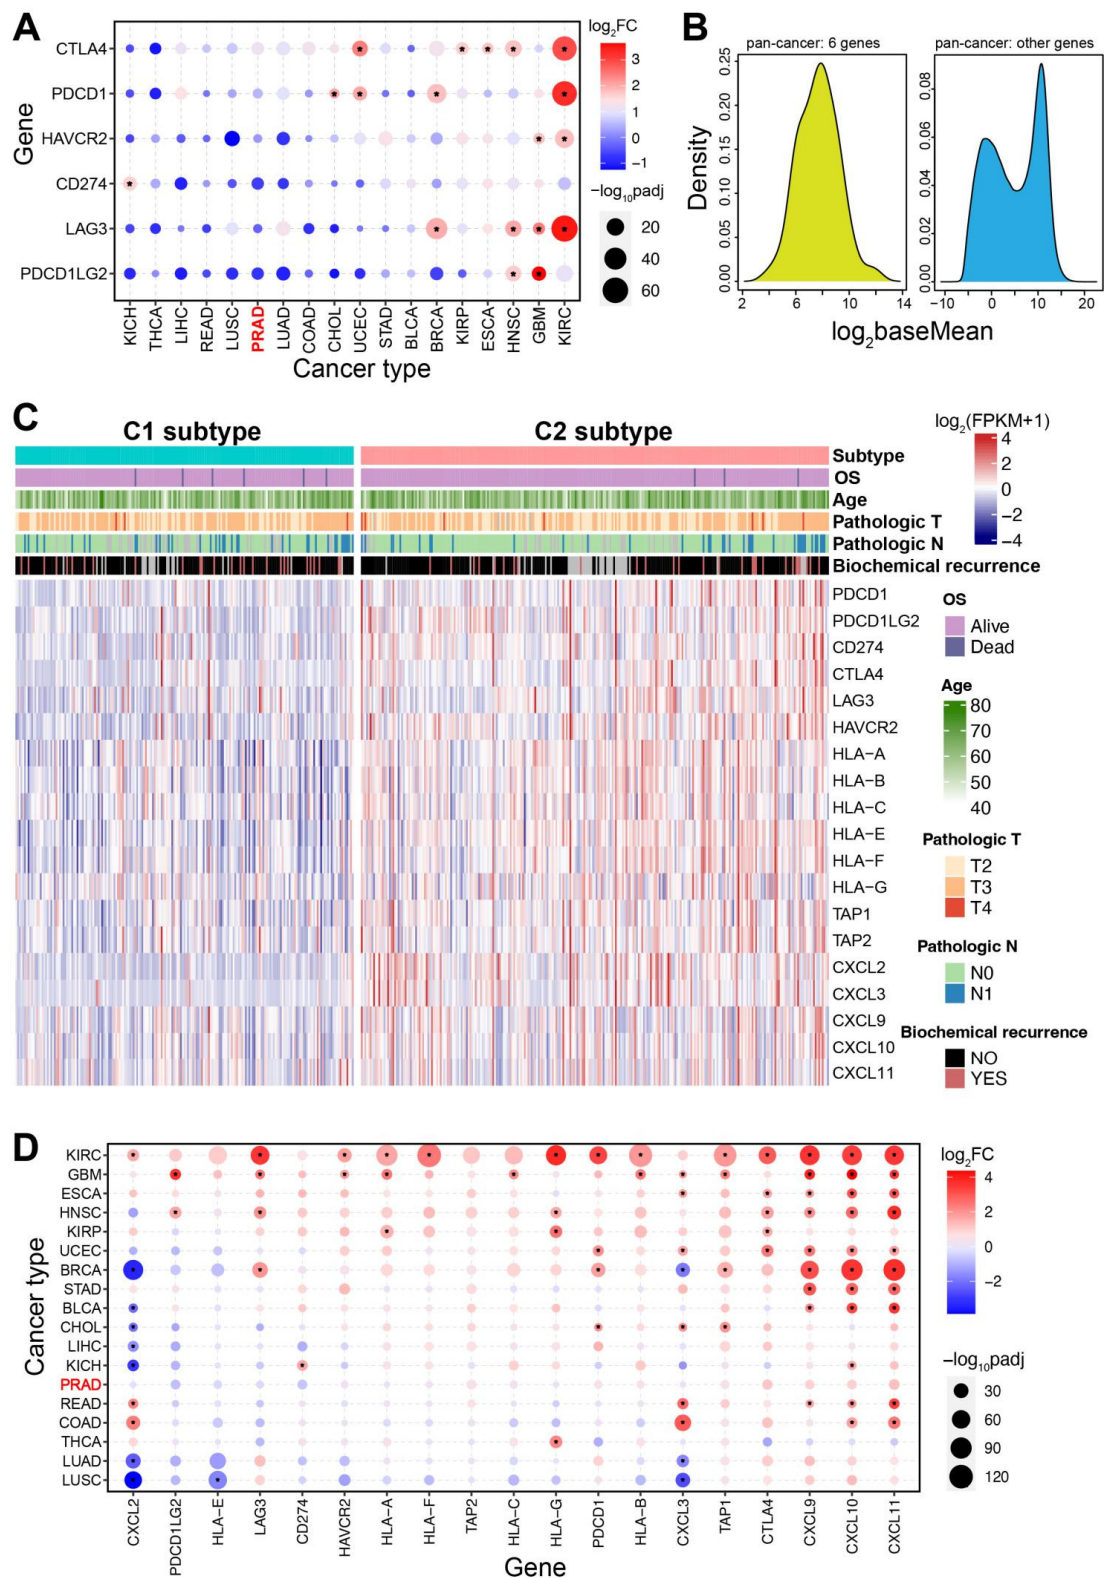 A
Gene
CTLA4
PDCD1
HAVCR2
CD274
LAG3
PDCD1LG2
KICH
THCA
LIHC
READ
LUSC
PRAD
LUAD
COAD
CHOL
UCEC
STAD
BLCA
BRCA
KIRP
ESCA
HNSC
GBM
KIRC
Cancer type
log₂FC
3
2
1
0
−1
−log₁₀padj
20
40
60
B
pan-cancer: 6 genes
pan-cancer: other genes
Density
0.25
0.20
0.15
0.10
0.05
0.00
2 6 10 14
0.08
0.06
0.04
0.02
0.00
−10 0 10 20
log₂baseMean
C
C1 subtype
C2 subtype
Subtype
OS
Age
Pathologic T
Pathologic N
Biochemical recurrence
PDCD1
PDCD1LG2
CD274
CTLA4
LAG3
HAVCR2
HLA−A
HLA−B
HLA−C
HLA−E
HLA−F
HLA−G
TAP1
TAP2
CXCL2
CXCL3
CXCL9
CXCL10
CXCL11
log₂(FPKM+1)
4
2
0
−2
−4
OS
Alive
Dead
Age
80
70
60
50
40
Pathologic T
T2
T3
T4
Pathologic N
N0
N1
Biochemical recurrence
NO
YES
D
Cancer type
KIRC
GBM
ESCA
HNSC
KIRP
UCEC
BRCA
STAD
BLCA
CHOL
LIHC
KICH
PRAD
READ
COAD
THCA
LUAD
LUSC
CXCL2
PDCD1LG2
HLA−E
LAG3
CD274
HAVCR2
HLA−A
HLA−F
TAP2
HLA−C
HLA−G
PDCD1
HLA−B
CXCL3
TAP1
CTLA4
CXCL9
CXCL10
CXCL11
Gene
log₂FC
4
2
0
−2
−log₁₀padj
30
60
90
120